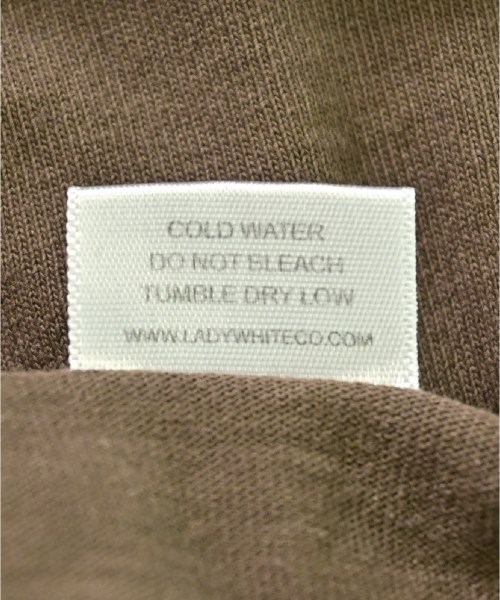 COLD WATER
DO NOT BLEACH
TUMBLE DRY LOW
WWW.LADYWHITECO.COM